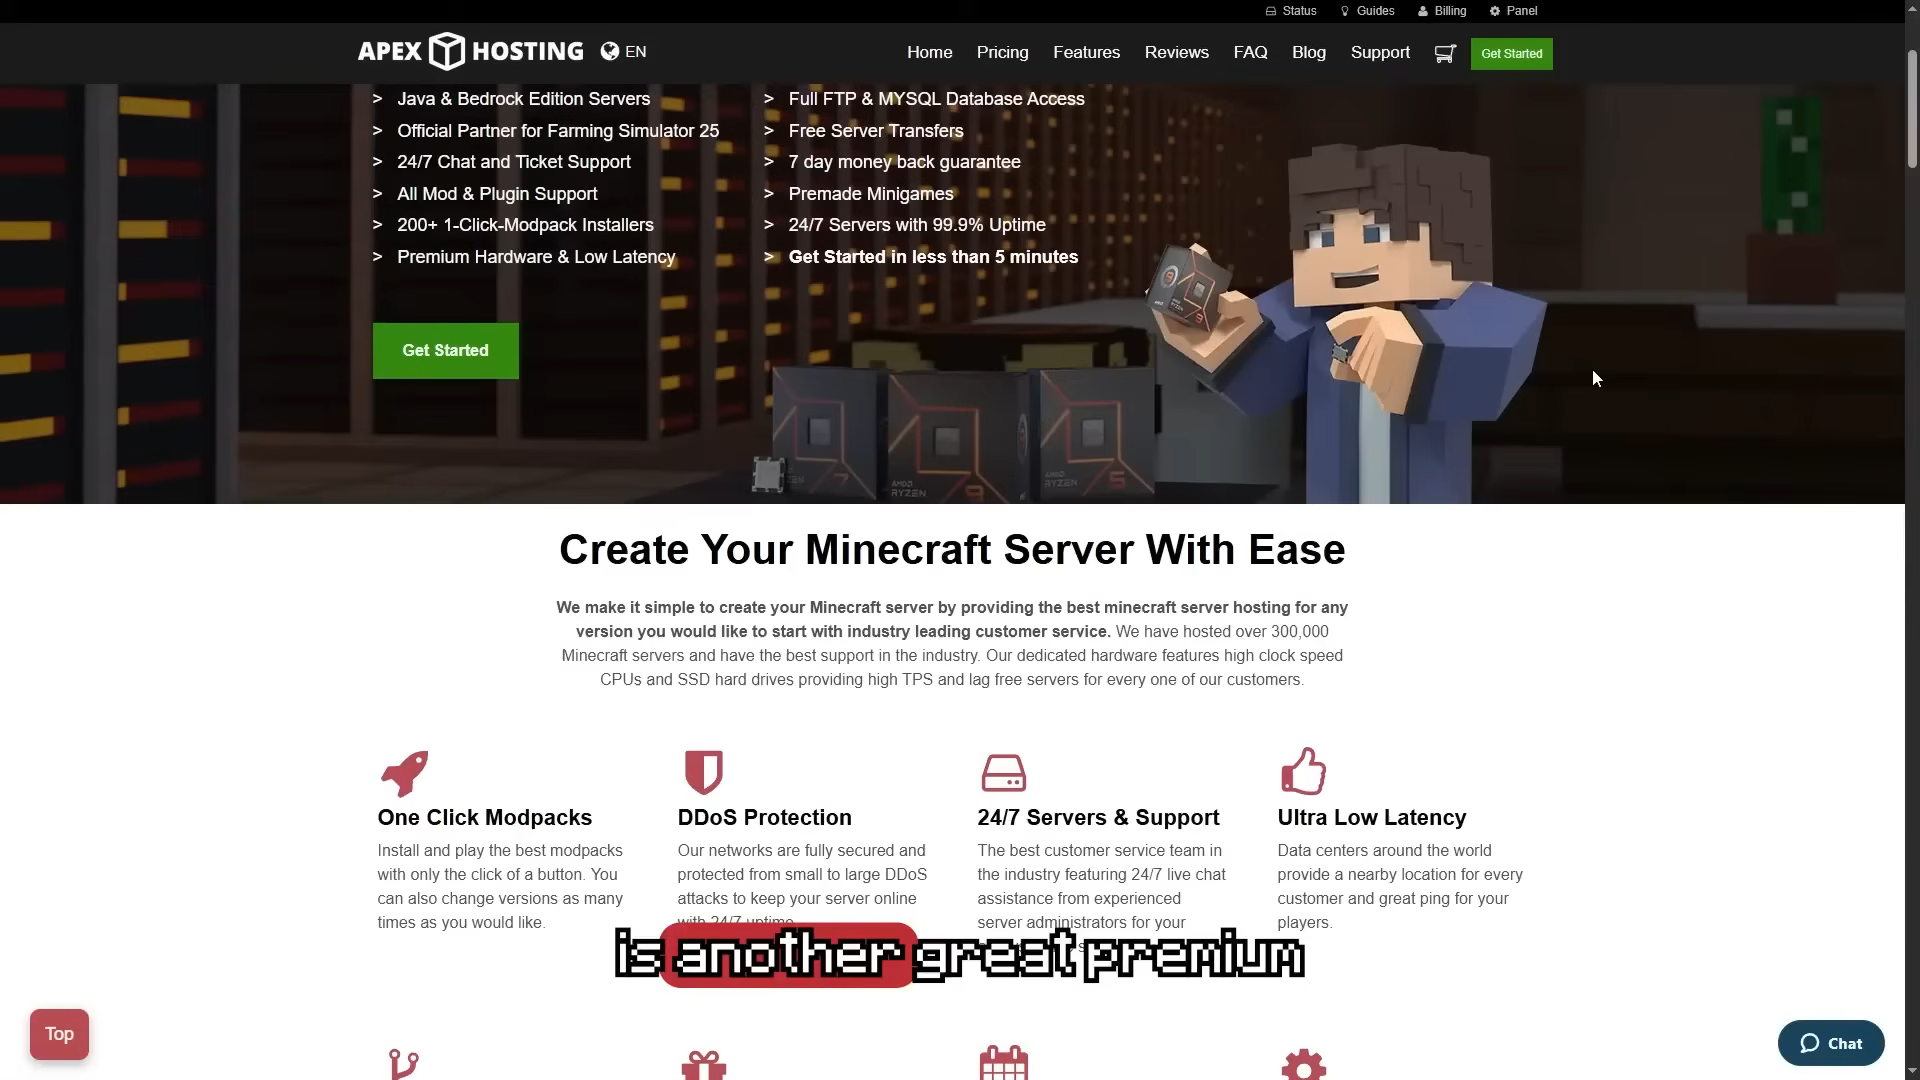 Status Guides Billing Panel
APEX HOSTING EN Home Pricing Features Reviews FAQ Blog Support Get Started
> Java & Bedrock Edition Servers
> Official Partner for Farming Simulator 25
> 24/7 Chat and Ticket Support
> All Mod & Plugin Support
> 200+ 1-Click-Modpack Installers
> Premium Hardware & Low Latency
> Full FTP & MYSQL Database Access
> Free Server Transfers
> 7 day money back guarantee
> Premade Minigames
> 24/7 Servers with 99.9% Uptime
> Get Started in less than 5 minutes
Get Started
AMD RYZEN
Create Your Minecraft Server With Ease
We make it simple to create your Minecraft server by providing the best minecraft server hosting for any
version you would like to start with industry leading customer service. We have hosted over 300,000
Minecraft servers and have the best support in the industry. Our dedicated hardware features high clock speed
CPUs and SSD hard drives providing high TPS and lag free servers for every one of our customers.
One Click Modpacks
Install and play the best modpacks
with only the click of a button. You
can also change versions as many
times as you would like.
DDoS Protection
Our networks are fully secured and
protected from small to large DDoS
attacks to keep your server online
with 24/7 uptime.
24/7 Servers & Support
The best customer service team in
the industry featuring 24/7 live chat
assistance from experienced
server administrators for your
Ultra Low Latency
Data centers around the world
provide a nearby location for every
customer and great ping for your
players.
is another great premium
Top
Chat